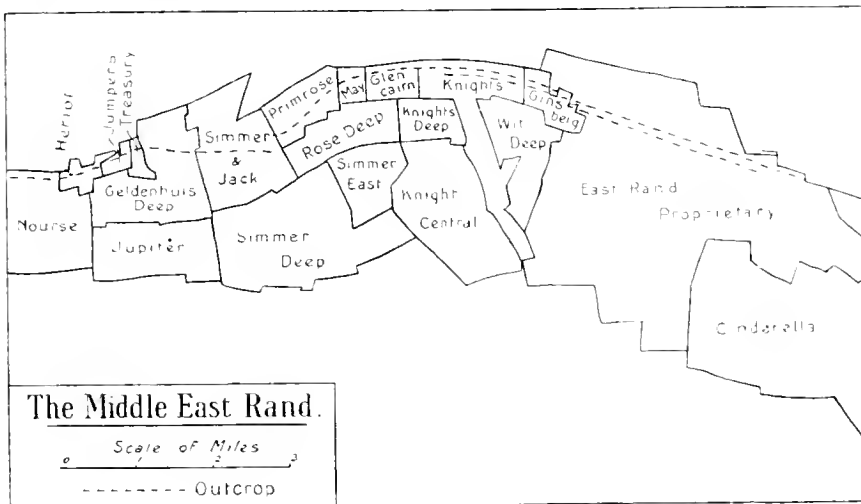 Heriot
Jumpers
Treasury
Simmer
& Jack
Primrose
May
Glen
cairn
Knights
Gins
berg
Geldenhuis
Deep
Rose Deep
Knights
Deep
Wit
Deep
Nourse
Jupiter
Simmer
Deep
Simmer
East
Knight
Central
East Rand
Proprietary
Cinderella
The Middle East Rand.
Scale of Miles
0 1 2 3
Outcrop